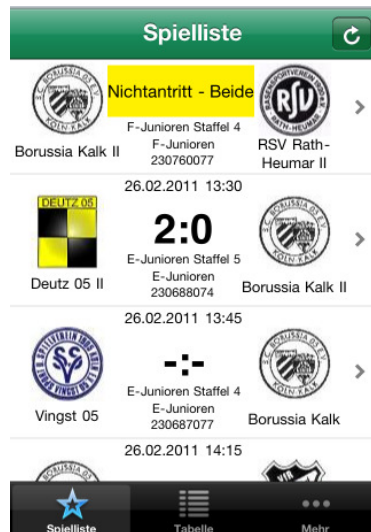 Spielliste
Nichtantritt - Beide
F-Junioren Staffel 4
F-Junioren
230760077
Borussia Kalk II
RSV Rath-
Heumar II
26.02.2011 13:30
DEUTZ 05
2:0
E-Junioren Staffel 5
E-Junioren
230688074
Deutz 05 II
Borussia Kalk II
26.02.2011 13:45
-:-
E-Junioren Staffel 4
E-Junioren
230687077
Vingst 05
Borussia Kalk
26.02.2011 14:15
Spielliste
Tabelle
Mehr